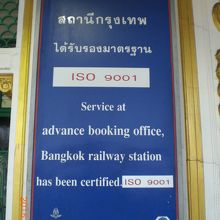 สถานีกรุงเทพ
ได้รับรองมาตรฐาน
ISO 9001
Service at
advance booking office,
Bangkok railway station
has been certified. ISO 9001